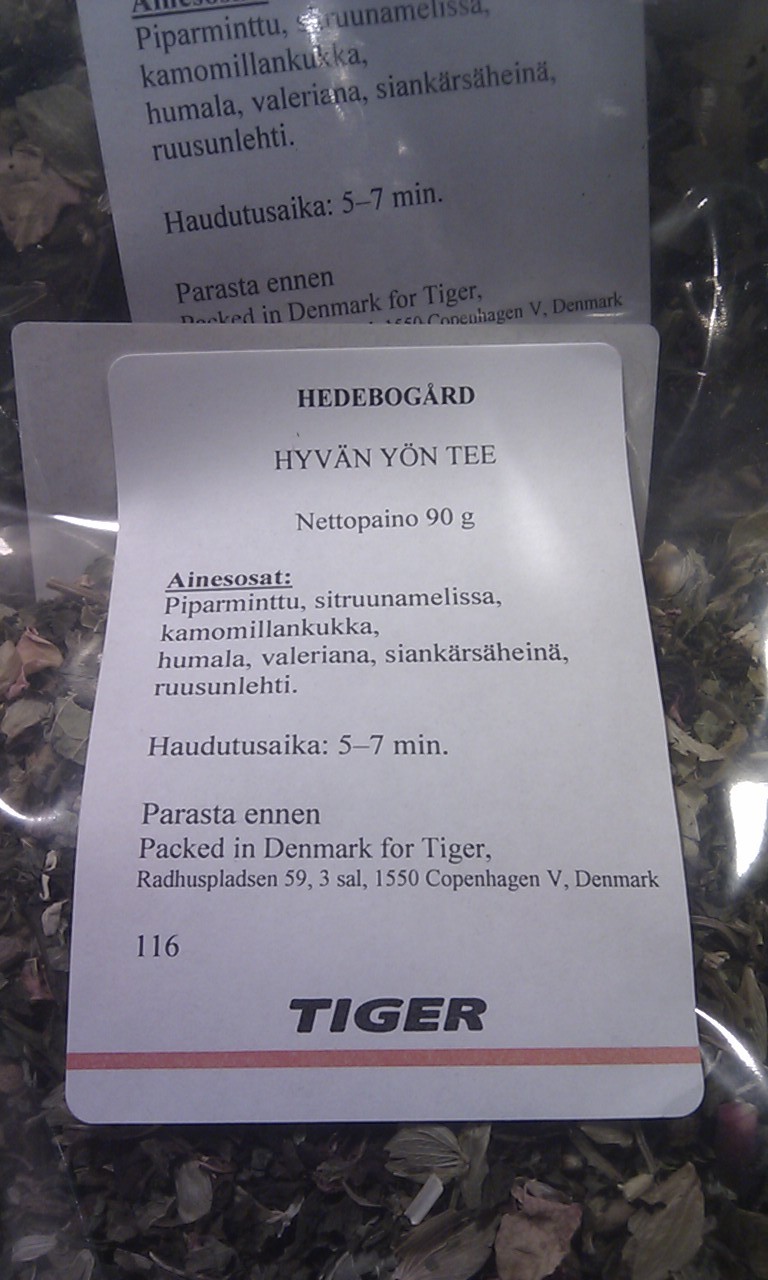 Ainesosat:
Piparminttu, sitruunamelissa,
kamomillankukka,
humala, valeriana, siankärsäheinä,
ruusunlehti.
Haudutusaika: 5–7 min.
Parasta ennen
Packed in Denmark for Tiger,
1550 Copenhagen V, Denmark
HEDEBOGÅRD
HYVÄN YÖN TEE
Nettopaino 90 g
Ainesosat:
Piparminttu, sitruunamelissa,
kamomillankukka,
humala, valeriana, siankärsäheinä,
ruusunlehti.
Haudutusaika: 5–7 min.
Parasta ennen
Packed in Denmark for Tiger,
Radhuspladsen 59, 3 sal, 1550 Copenhagen V, Denmark
116
TIGER